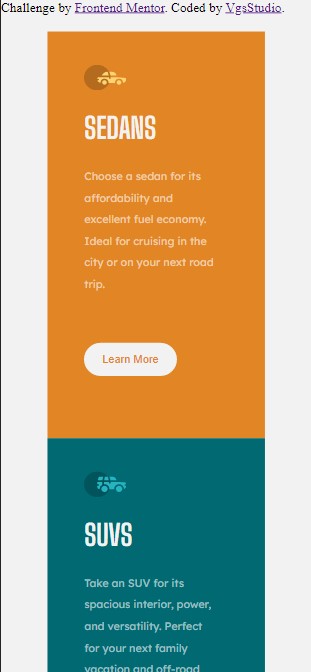 Challenge by Frontend Mentor. Coded by VgsStudio.
SEDANS
Choose a sedan for its
affordability and
excellent fuel economy.
Ideal for cruising in the
city or on your next road
trip.
Learn More
SUVS
Take an SUV for its
spacious interior, power,
and versatility. Perfect
for your next family
vacation and off-road